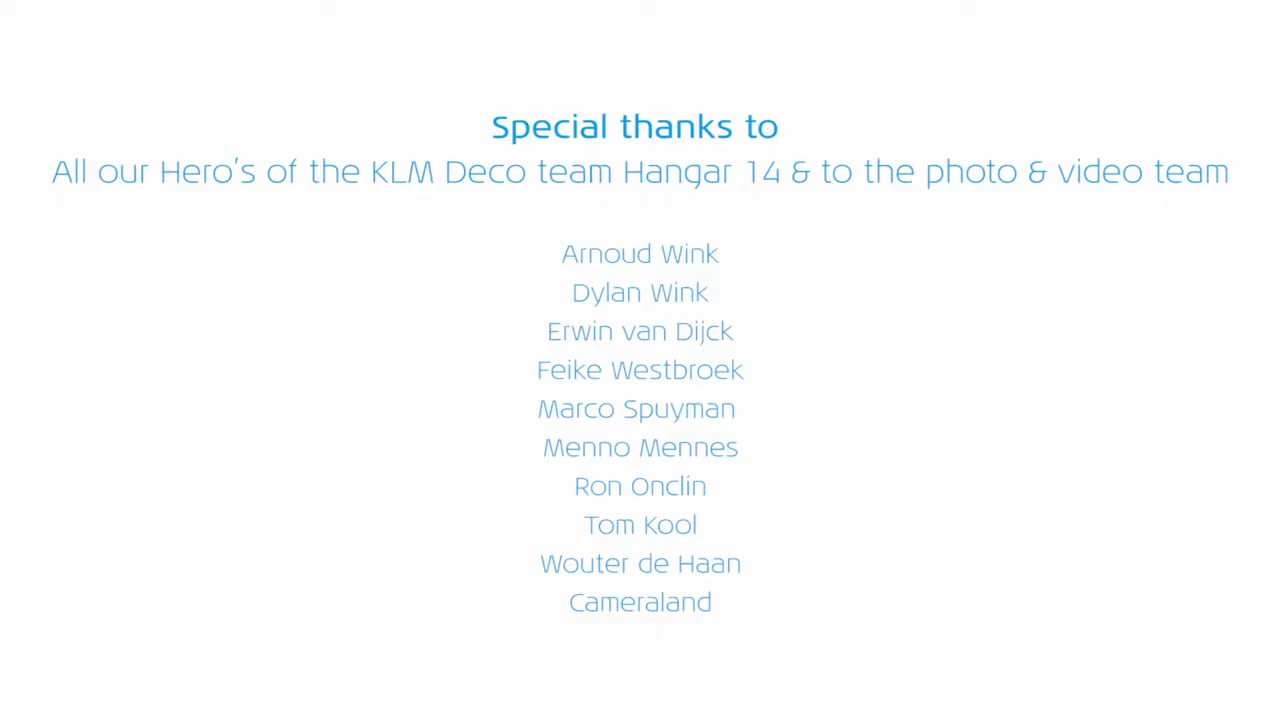 Special thanks to
All our Hero's of the KLM Deco team Hangar 14 & to the photo & video team
Arnoud Wink
Dylan Wink
Erwin van Dijck
Feike Westbroek
Marco Spuyman
Menno Mennes
Ron Onclin
Tom Kool
Wouter de Haan
Cameraland